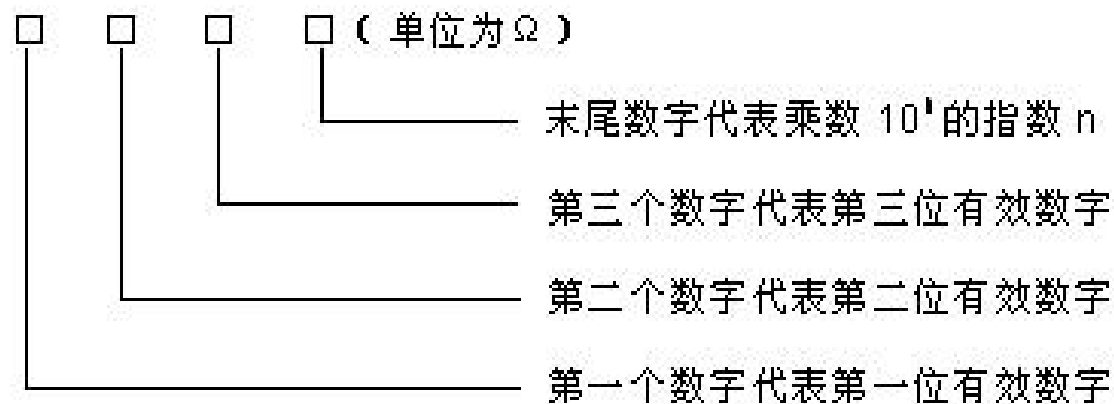 □ □ □ □(单位为Ω)
末尾数字代表乘数 10ⁿ的指数 n
第三个数字代表第三位有效数字
第二个数字代表第二位有效数字
第一个数字代表第一位有效数字